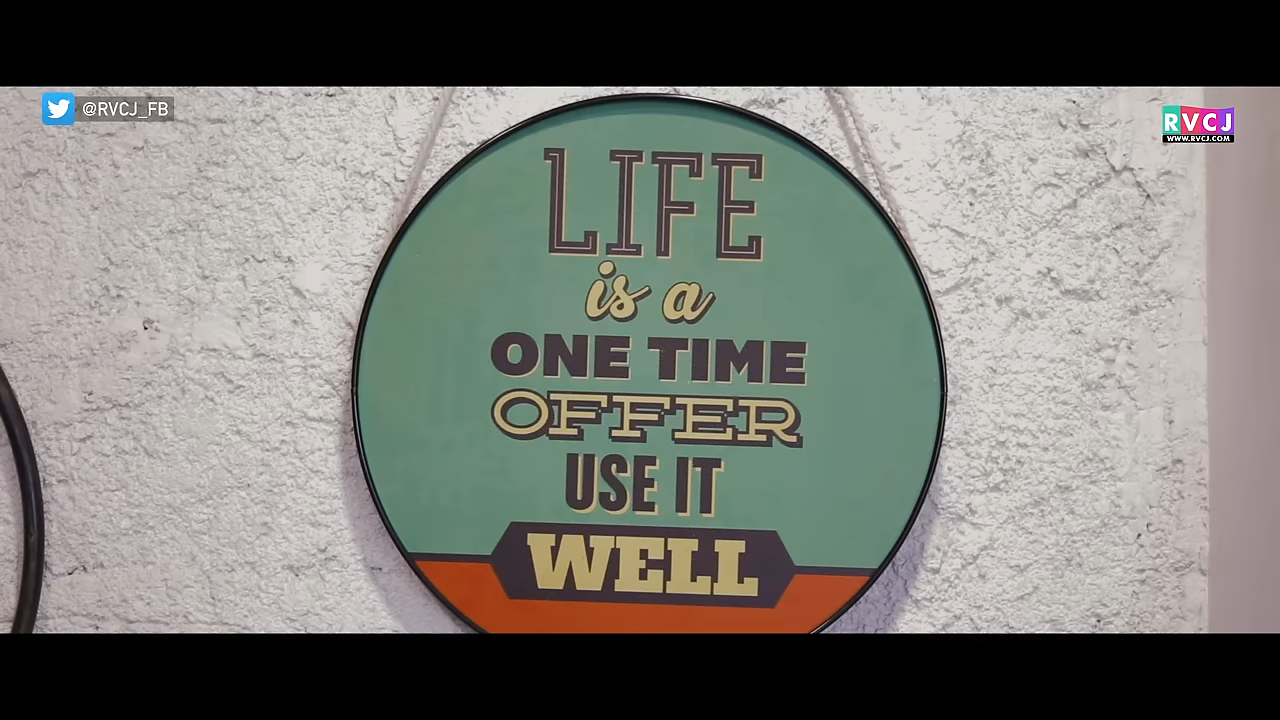 @RVCJ_FB
RVCJ
WWW.RVCJ.COM
LIFE
is a
ONE TIME
OFFER
USE IT
WELL